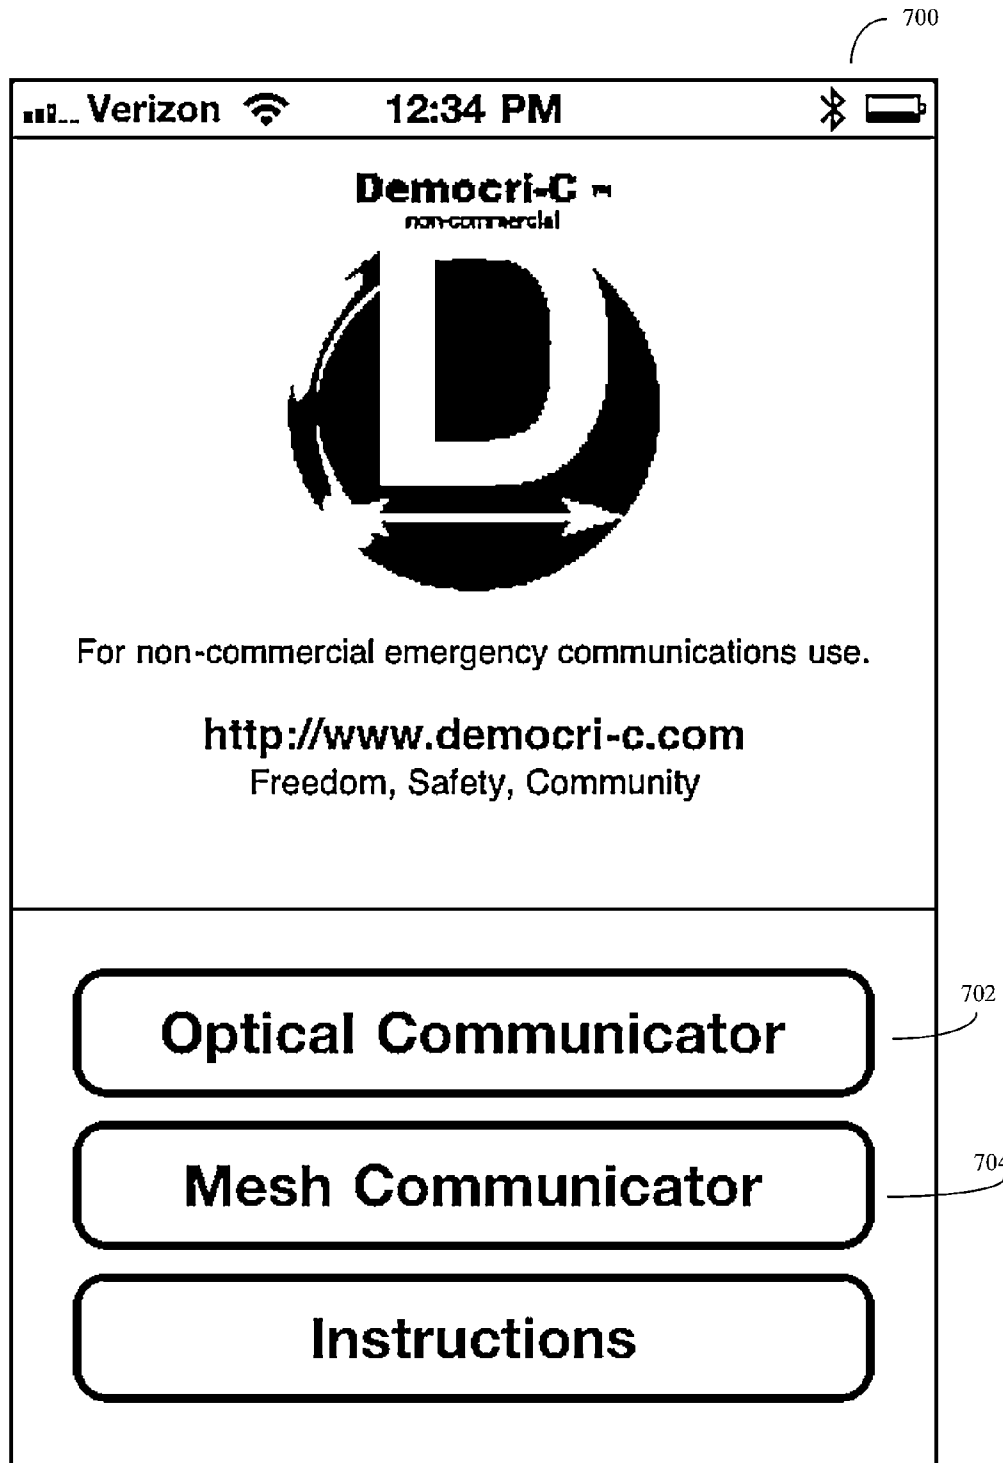 700
Verizon 12:34 PM
Democri-C ™
non-commercial
D
For non-commercial emergency communications use.
http://www.democri-c.com
Freedom, Safety, Community
Optical Communicator
702
Mesh Communicator
704
Instructions